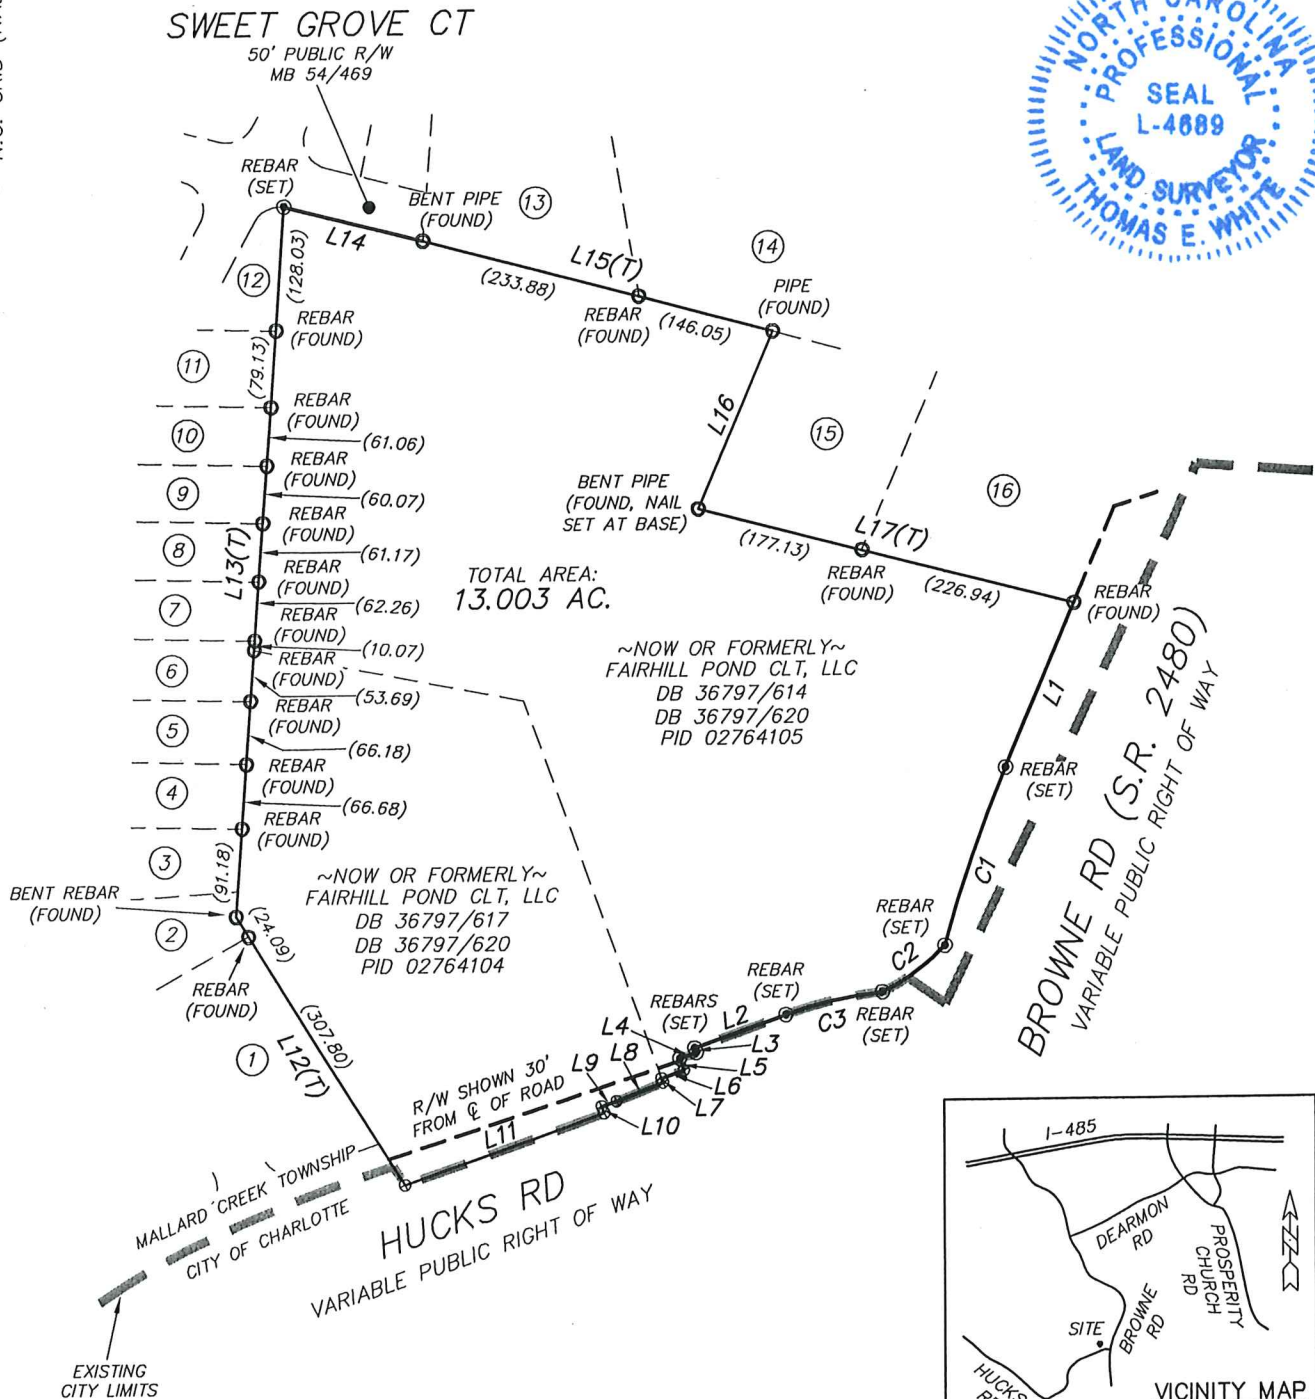 SWEET GROVE CT
50' PUBLIC R/W
MB 54/469
NORTH CAROLINA
PROFESSIONAL
SEAL
L-4689
LAND SURVEYOR
THOMAS E. WHITE
REBAR
(SET)
L14
BENT PIPE
(FOUND)
13
L15(T)
(233.88)
REBAR
(FOUND)
(146.05)
14
PIPE
(FOUND)
12
(128.03)
REBAR
(FOUND)
11
(79.13)
REBAR
(FOUND)
10
(61.06)
REBAR
(FOUND)
9
(60.07)
REBAR
(FOUND)
8
(61.17)
L13(T)
REBAR
(FOUND)
7
(62.26)
REBAR
(FOUND)
(10.07)
6
REBAR
(FOUND)
(53.69)
5
REBAR
(FOUND)
(66.18)
4
REBAR
(FOUND)
(66.68)
3
REBAR
(FOUND)
(91.18)
L16
15
BENT PIPE
(FOUND, NAIL
SET AT BASE)
16
(177.13)
L17(T)
REBAR
(FOUND)
(226.94)
REBAR
(FOUND)
TOTAL AREA:
13.003 AC.
~NOW OR FORMERLY~
FAIRHILL POND CLT, LLC
DB 36797/614
DB 36797/620
PID 02764105
L1
REBAR
(SET)
C1
BROWNE RD (S.R. 2480)
VARIABLE PUBLIC RIGHT OF WAY
~NOW OR FORMERLY~
FAIRHILL POND CLT, LLC
DB 36797/617
DB 36797/620
PID 02764104
BENT REBAR
(FOUND)
2
(24.09)
REBAR
(FOUND)
1
(307.80)
L12(T)
REBAR
(SET)
C2
REBAR
(SET)
C3
REBAR
(SET)
REBARS
(SET)
L2
L3
L4
L5
L6
L7
L8
L9
L10
R/W SHOWN 30'
FROM ℄ OF ROAD
L11
MALLARD CREEK TOWNSHIP
CITY OF CHARLOTTE
HUCKS RD
VARIABLE PUBLIC RIGHT OF WAY
EXISTING
CITY LIMITS
I-485
DEARMON
RD
PROSPERITY
CHURCH
RD
N
SITE
BROWNE
RD
HUCKS
VICINITY MAP